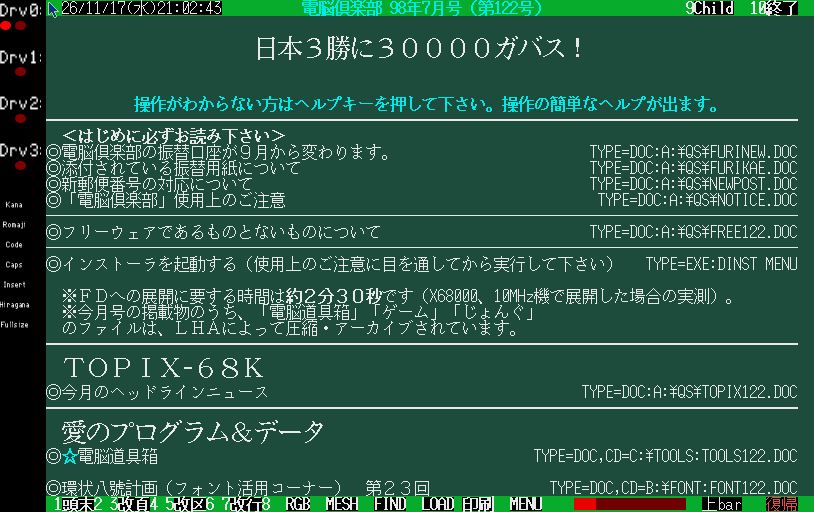 26/11/17(水)21:02:43 電脳倶楽部 98年7月号（第122号） 9Child 10終了
日本３勝に３００００ガバス！
操作がわからない方はヘルプキーを押して下さい。操作の簡単なヘルプが出ます。
＜はじめに必ずお読み下さい＞
◎電脳倶楽部の振替口座が９月から変わります。 TYPE=DOC:A:¥QS¥FURINEW.DOC
◎添付されている振替用紙について TYPE=DOC:A:¥QS¥FURIKAE.DOC
◎新郵便番号の対応について TYPE=DOC:A:¥QS¥NEWPOST.DOC
◎「電脳倶楽部」使用上のご注意 TYPE=DOC:A:¥QS¥NOTICE.DOC
◎フリーウェアであるものとないものについて TYPE=DOC:A:¥QS¥FREE122.DOC
◎インストーラを起動する（使用上のご注意に目を通してから実行して下さい） TYPE=EXE:DINST MENU
※ＦＤへの展開に要する時間は約２分３０秒です（X68000、10MHz機で展開した場合の実測）。
※今月号の掲載物のうち、「電脳道具箱」「ゲーム」「じょんぐ」
のファイルは、ＬＨＡによって圧縮・アーカイブされています。
ＴＯＰＩＸ-６８Ｋ
◎今月のヘッドラインニュース TYPE=DOC:A:¥QS¥TOPIX122.DOC
愛のプログラム＆データ
◎☆電脳道具箱 TYPE=DOC,CD=C:¥TOOLS:TOOLS122.DOC
◎環状八號計画（フォント活用コーナー） 第２３回 TYPE=DOC,CD=B:¥FONT:FONT122.DOC
1頭末2 3改頁4 5改区6 7改行8 RGB MESH FIND LOAD 印刷 MENU 上bar 復帰
Drv0:
Drv1:
Drv2:
Drv3:
Kana
Romaji
Code
Caps
Insert
Hiragana
Fullsize